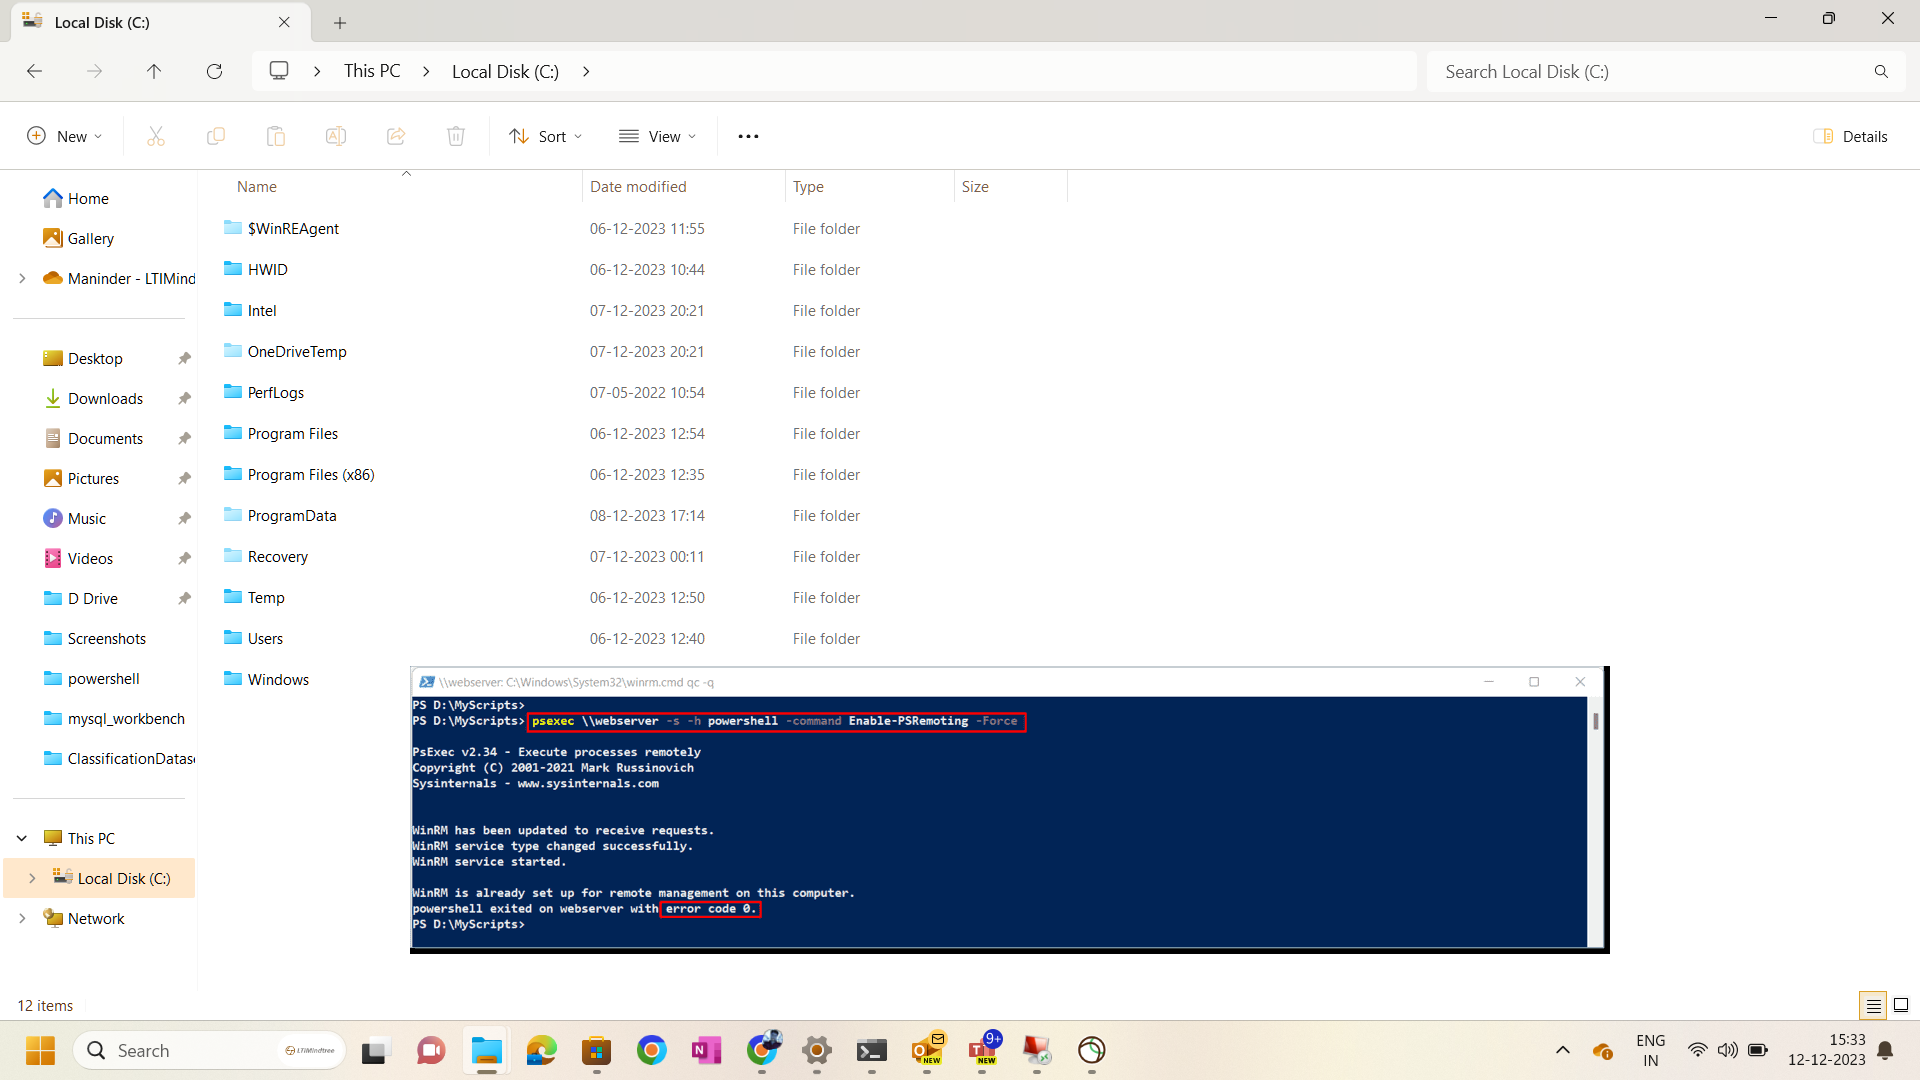 Local Disk (C:)
This PC
Local Disk (C:)
Search Local Disk (C:)
New
Sort
View
Details
Name
Date modified
Type
Size
Home
Gallery
Maninder - LTIMind
Desktop
Downloads
Documents
Pictures
Music
Videos
D Drive
Screenshots
powershell
mysql_workbench
ClassificationDatas
This PC
Local Disk (C:)
Network
$WinREAgent 06-12-2023 11:55 File folder
HWID 06-12-2023 10:44 File folder
Intel 07-12-2023 20:21 File folder
OneDriveTemp 07-12-2023 20:21 File folder
PerfLogs 07-05-2022 10:54 File folder
Program Files 06-12-2023 12:54 File folder
Program Files (x86) 06-12-2023 12:35 File folder
ProgramData 08-12-2023 17:14 File folder
Recovery 07-12-2023 00:11 File folder
Temp 06-12-2023 12:50 File folder
Users 06-12-2023 12:40 File folder
Windows
\\webserver: C:\Windows\System32\winrm.cmd qc -q
PS D:\MyScripts>
PS D:\MyScripts> psexec \\webserver -s -h powershell -command Enable-PSRemoting -Force
PsExec v2.34 - Execute processes remotely
Copyright (C) 2001-2021 Mark Russinovich
Sysinternals - www.sysinternals.com
WinRM has been updated to receive requests.
WinRM service type changed successfully.
WinRM service started.
WinRM is already set up for remote management on this computer.
powershell exited on webserver with error code 0.
PS D:\MyScripts>
12 items
Search
LTIMindtree
NEW
9+
NEW
ENG
IN
15:33
12-12-2023